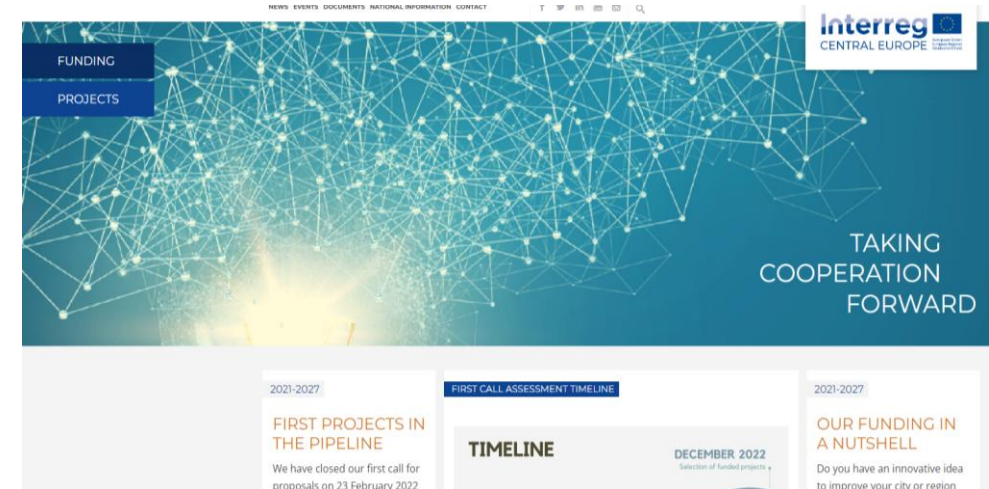 NEWS EVENTS DOCUMENTS NATIONAL INFORMATION CONTACT
Interreg
CENTRAL EUROPE
FUNDING
PROJECTS
TAKING
COOPERATION
FORWARD
2021-2027
FIRST PROJECTS IN
THE PIPELINE
We have closed our first call for
proposals on 23 February 2022
FIRST CALL ASSESSMENT TIMELINE
TIMELINE
DECEMBER 2022
Selection of funded projects
2021-2027
OUR FUNDING IN
A NUTSHELL
Do you have an innovative idea
to improve your city or region